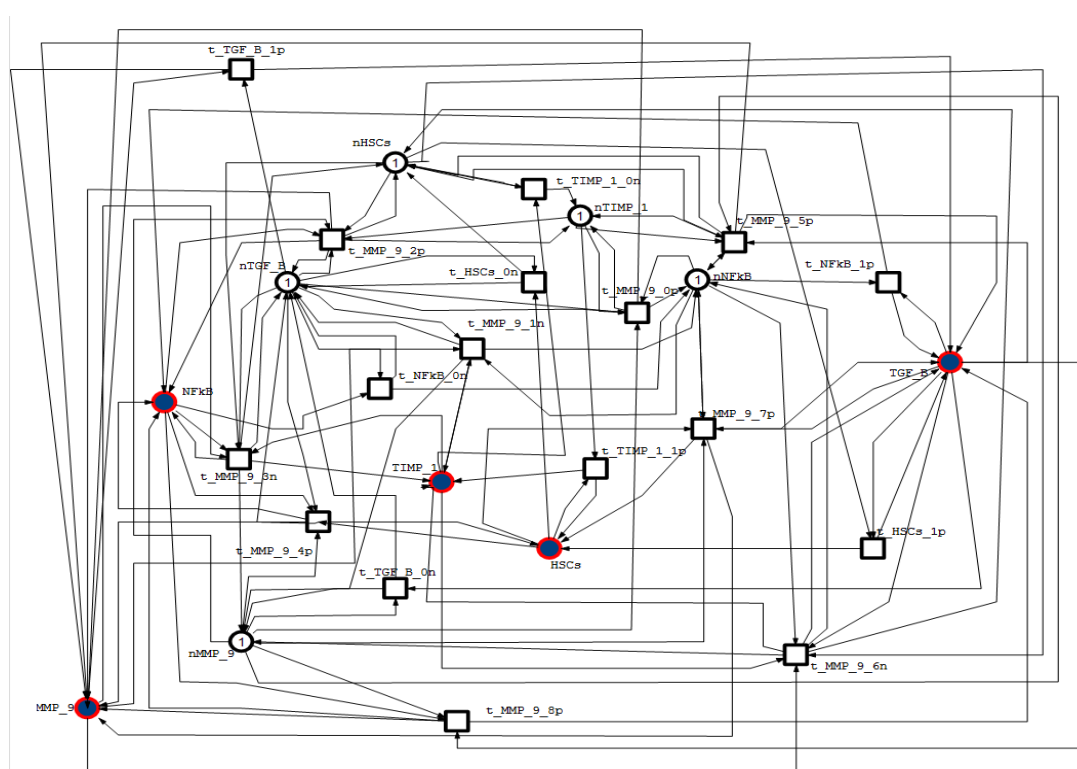 t_TGF_B_1p
nHSCs
t_TIMP_1_0n
1
nTIMP_1
1
t_MMP_9_5p
t_MMP_9_2p
nTGF_B
t_HSCs_0n
t_NFkB_1p
nNFkB
1
1
t_MMP_9_0p
t_MMP_9_1n
TGF_B
t_NFkB_0n
NFkB
MMP_9_7p
t_TIMP_1_1p
TIMP_1
t_MMP_9_3n
t_HSCs_1p
t_MMP_9_4p
HSCs
t_TGF_B_0n
1
nMMP_9
t_MMP_9_6n
MMP_9
t_MMP_9_8p